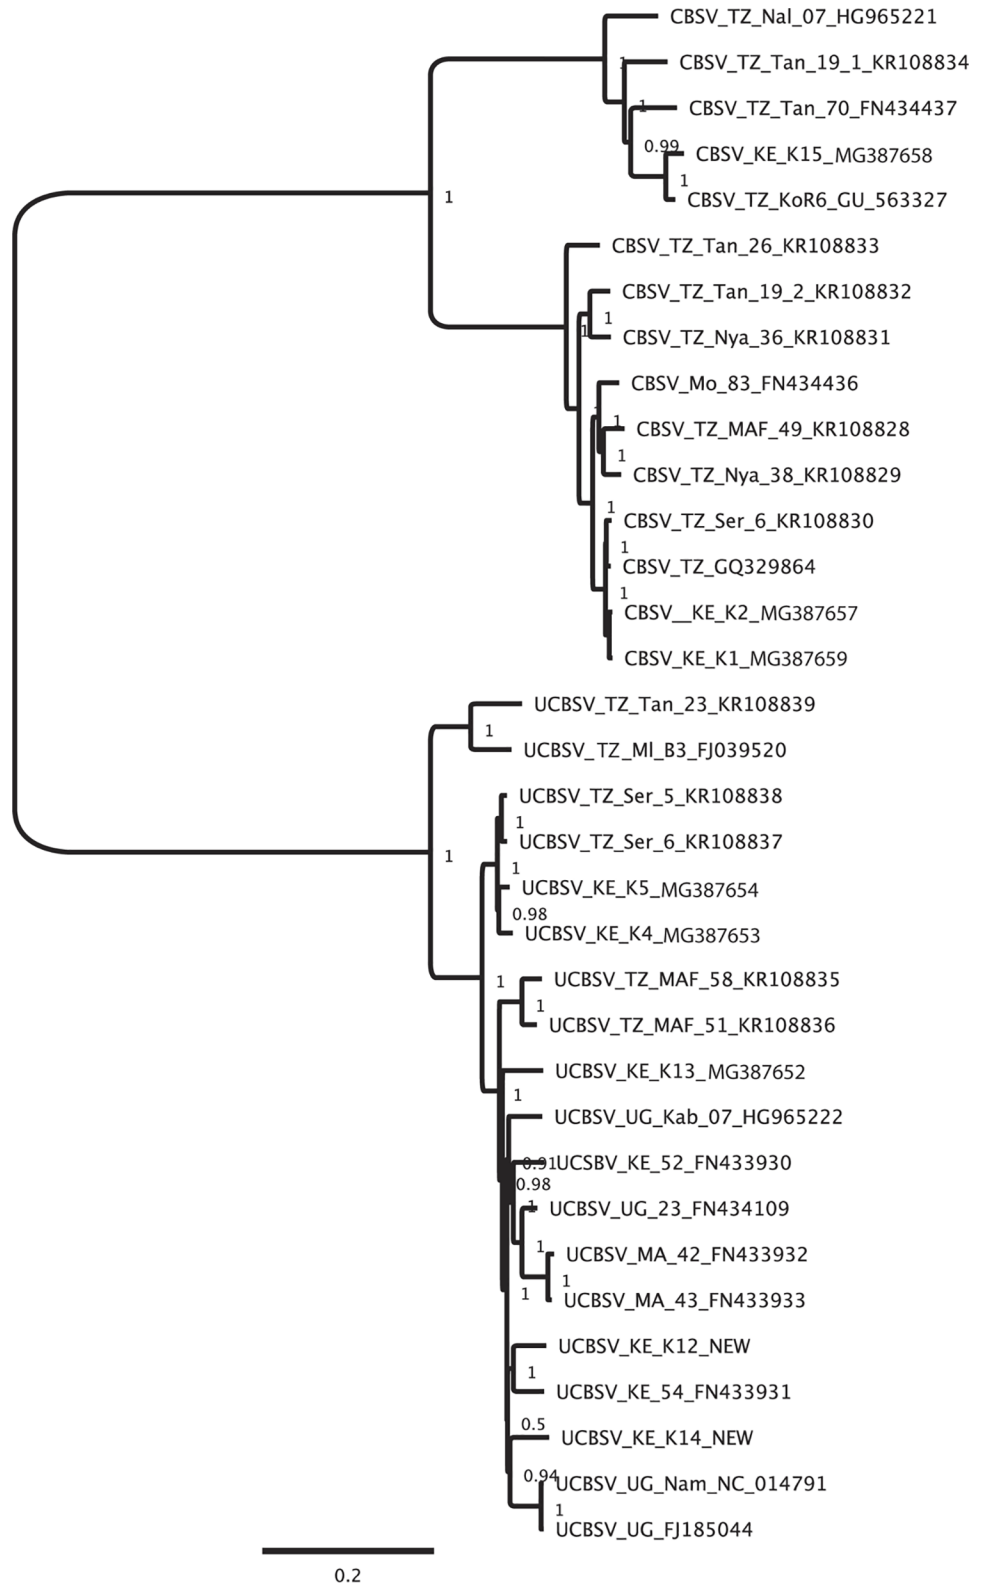 CBSV_TZ_Nal_07_HG965221
1
CBSV_TZ_Tan_19_1_KR108834
1
CBSV_TZ_Tan_70_FN434437
0.99
CBSV_KE_K15_MG387658
1
CBSV_TZ_KoR6_GU_563327
1
CBSV_TZ_Tan_26_KR108833
CBSV_TZ_Tan_19_2_KR108832
1
1
CBSV_TZ_Nya_36_KR108831
CBSV_Mo_83_FN434436
1
1
CBSV_TZ_MAF_49_KR108828
1
CBSV_TZ_Nya_38_KR108829
1
CBSV_TZ_Ser_6_KR108830
1
CBSV_TZ_GQ329864
1
CBSV__KE_K2_MG387657
CBSV_KE_K1_MG387659
UCBSV_TZ_Tan_23_KR108839
1
UCBSV_TZ_Ml_B3_FJ039520
UCBSV_TZ_Ser_5_KR108838
1
UCBSV_TZ_Ser_6_KR108837
1
1
UCBSV_KE_K5_MG387654
0.98
UCBSV_KE_K4_MG387653
1
UCBSV_TZ_MAF_58_KR108835
1
UCBSV_TZ_MAF_51_KR108836
UCBSV_KE_K13_MG387652
1
UCBSV_UG_Kab_07_HG965222
0.91
UCSBV_KE_52_FN433930
0.98
1
UCBSV_UG_23_FN434109
1
UCBSV_MA_42_FN433932
1
1
UCBSV_MA_43_FN433933
UCBSV_KE_K12_NEW
1
UCBSV_KE_54_FN433931
0.5
UCBSV_KE_K14_NEW
0.94
UCBSV_UG_Nam_NC_014791
1
UCBSV_UG_FJ185044
0.2